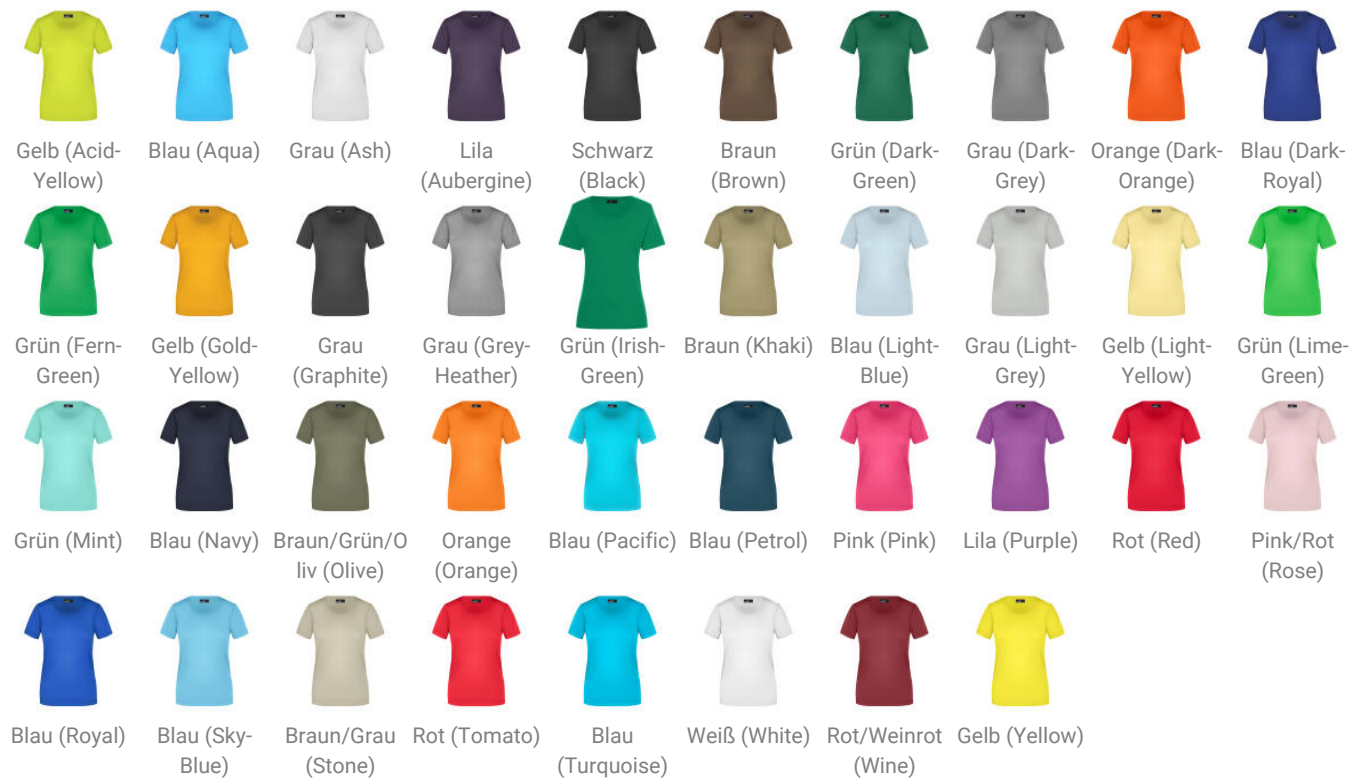 Gelb (Acid-
Yellow)
Blau (Aqua)
Grau (Ash)
Lila
(Aubergine)
Schwarz
(Black)
Braun
(Brown)
Grün (Dark-
Green)
Grau (Dark-
Grey)
Orange (Dark-
Orange)
Blau (Dark-
Royal)
Grün (Fern-
Green)
Gelb (Gold-
Yellow)
Grau
(Graphite)
Grau (Grey-
Heather)
Grün (Irish-
Green)
Braun (Khaki)
Blau (Light-
Blue)
Grau (Light-
Grey)
Gelb (Light-
Yellow)
Grün (Lime-
Green)
Grün (Mint)
Blau (Navy)
Braun/Grün/O
liv (Olive)
Orange
(Orange)
Blau (Pacific)
Blau (Petrol)
Pink (Pink)
Lila (Purple)
Rot (Red)
Pink/Rot
(Rose)
Blau (Royal)
Blau (Sky-
Blue)
Braun/Grau
(Stone)
Rot (Tomato)
Blau
(Turquoise)
Weiß (White)
Rot/Weinrot
(Wine)
Gelb (Yellow)